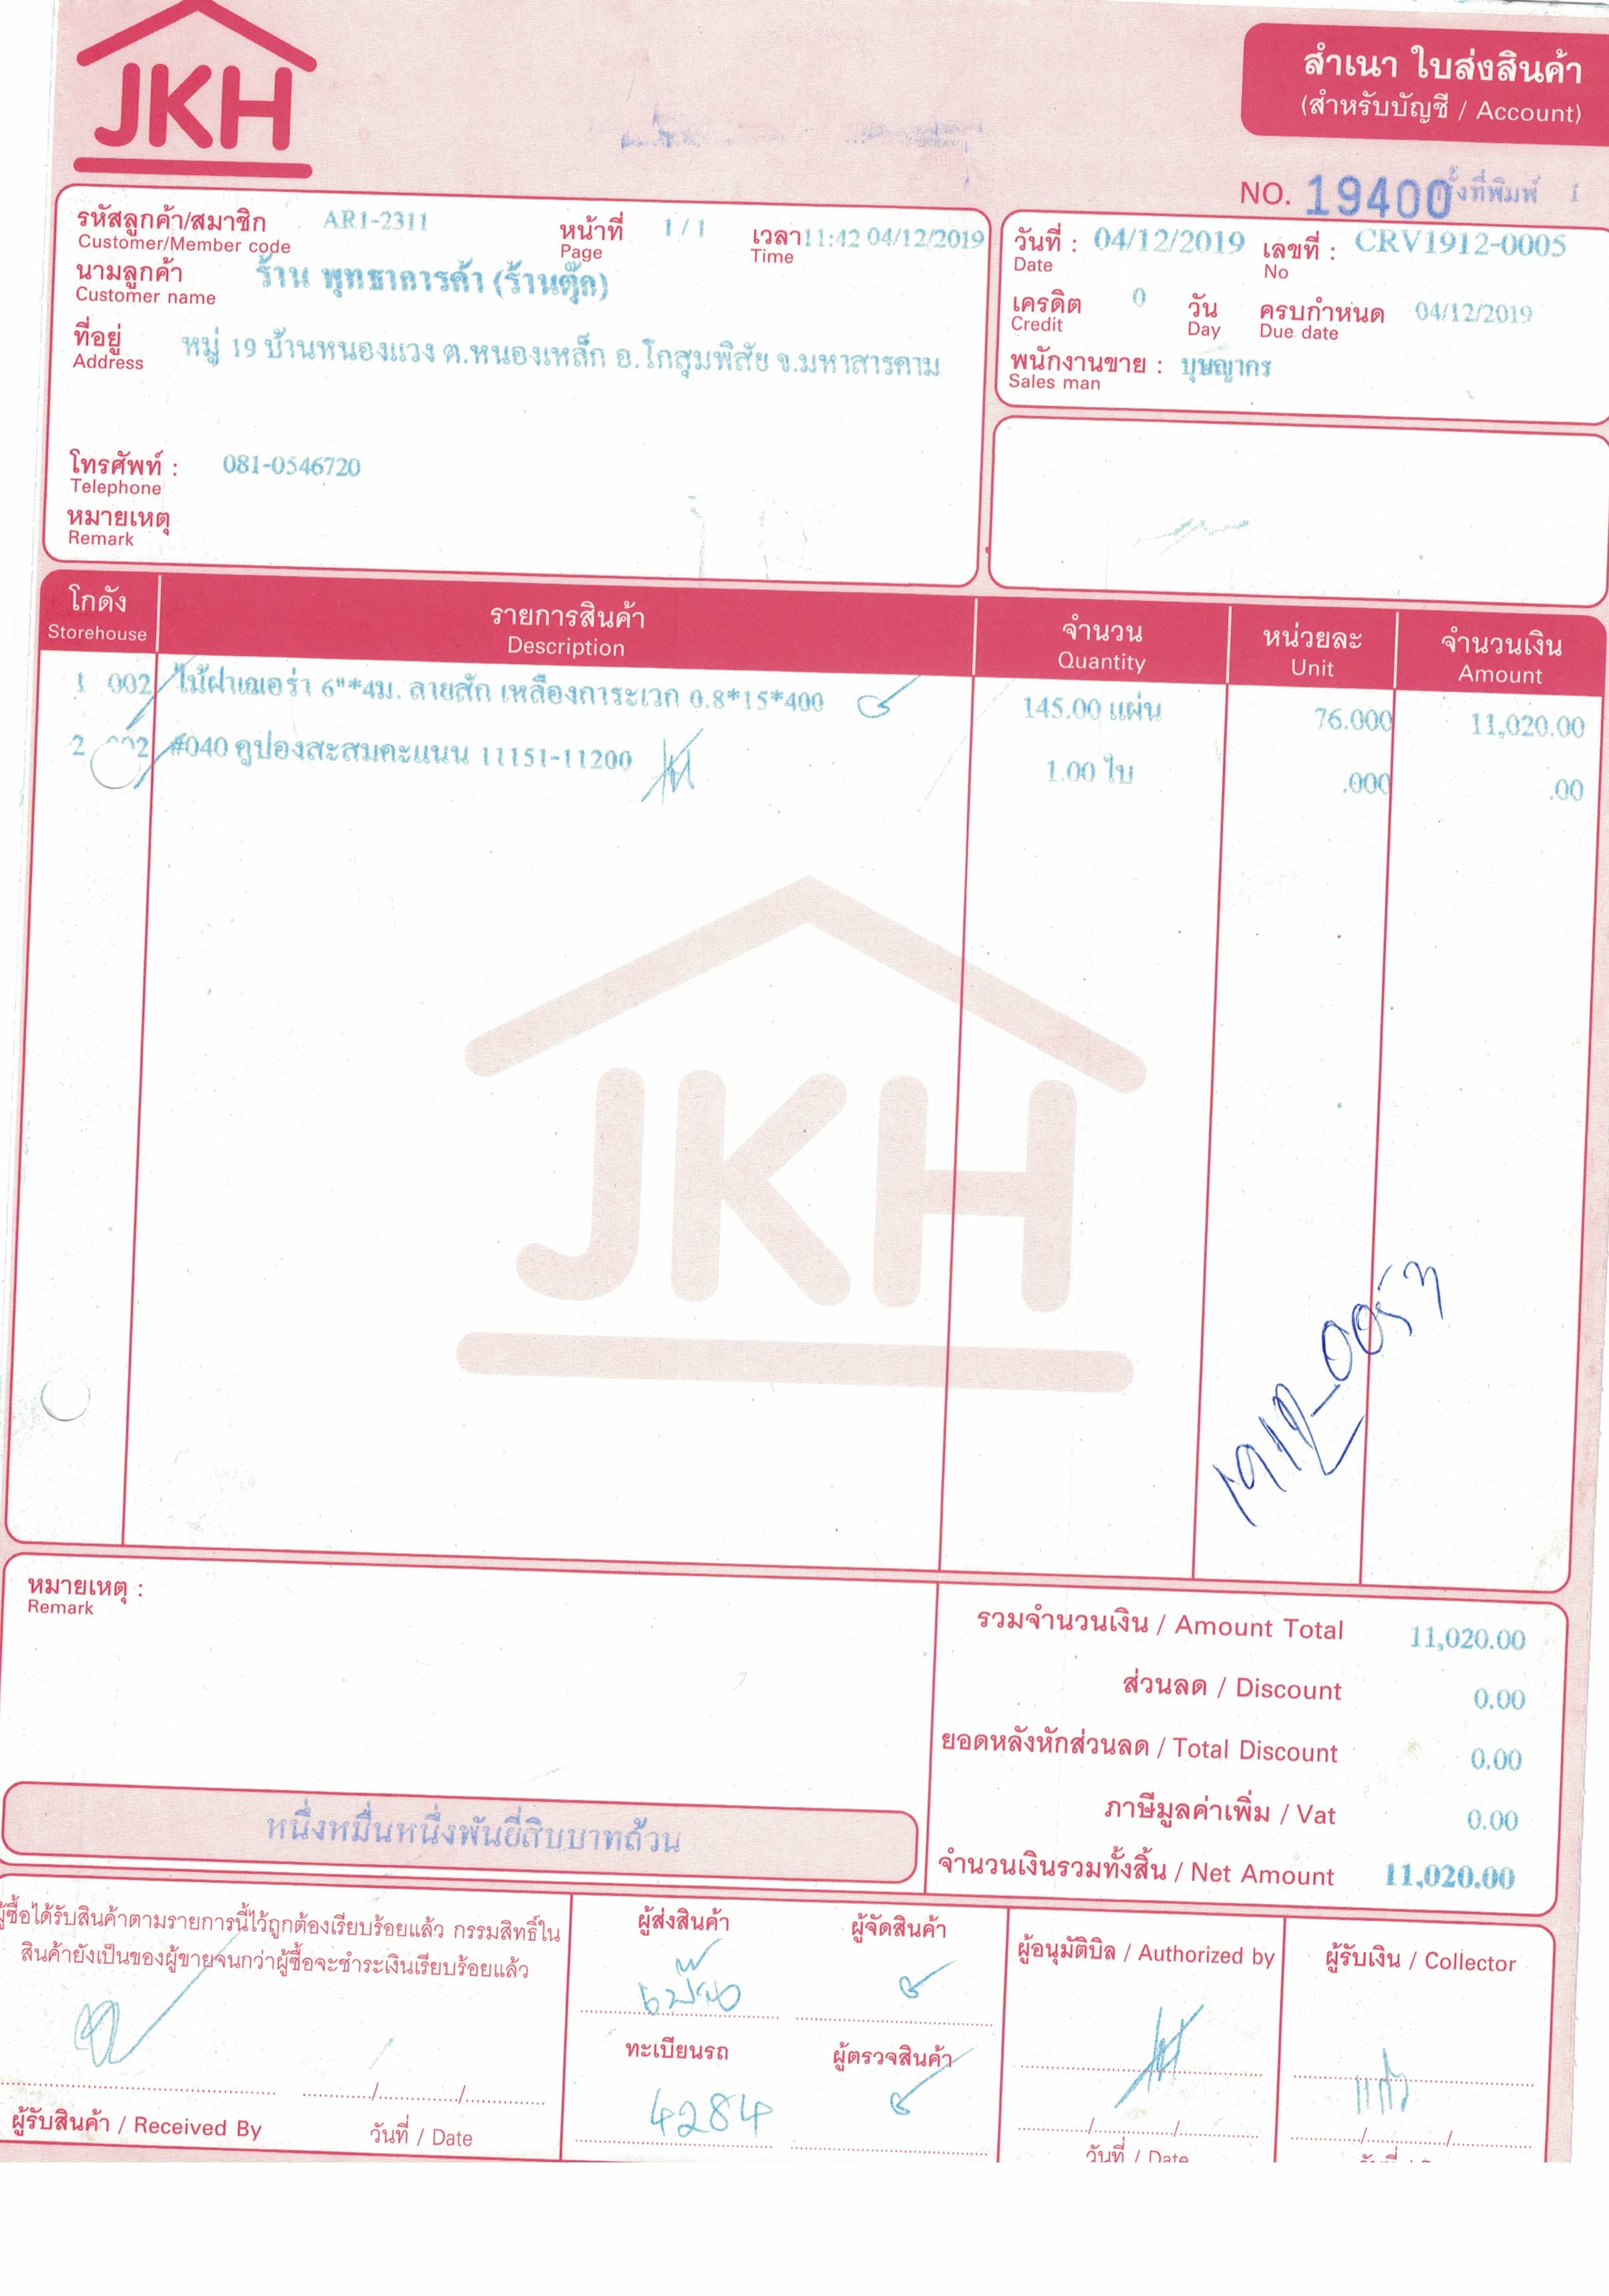 JKH
สำเนา ใบส่งสินค้า
(สำหรับบัญชี / Account)
NO. 19400 ครั้งที่พิมพ์ 1
รหัสลูกค้า/สมาชิก AR1-2311 หน้าที่ 1/1 เวลา 11:42 04/12/2019
Customer/Member code Page Time
นามลูกค้า ร้าน พุทธาการค้า (ร้านตุ๊ก)
Customer name
ที่อยู่ หมู่ 19 บ้านหนองแวง ต.หนองเหล็ก อ.โกสุมพิสัย จ.มหาสารคาม
Address
โทรศัพท์ : 081-0546720
Telephone
หมายเหตุ
Remark
วันที่ : 04/12/2019 เลขที่ : CRV1912-0005
Date No
เครดิต 0 วัน ครบกำหนด 04/12/2019
Credit Day Due date
พนักงานขาย : บุษญากร
Sales man
โกดัง รายการสินค้า จำนวน หน่วยละ จำนวนเงิน
Storehouse Description Quantity Unit Amount
1 002 ไม้ฝาเฌอร่า 6"*4ม. ลายสัก เหลืองการะเวก 0.8*15*400 145.00 แผ่น 76.000 11,020.00
2 002 #040 คูปองสะสมคะแนน 11151-11200 1.00 ใบ .000 .00
JKH
1912-0057
หมายเหตุ :
Remark
รวมจำนวนเงิน / Amount Total 11,020.00
ส่วนลด / Discount 0.00
ยอดหลังหักส่วนลด / Total Discount 0.00
ภาษีมูลค่าเพิ่ม / Vat 0.00
หนึ่งหมื่นหนึ่งพันยี่สิบบาทถ้วน
จำนวนเงินรวมทั้งสิ้น / Net Amount 11,020.00
ผู้ซื้อได้รับสินค้าตามรายการนี้ไว้ถูกต้องเรียบร้อยแล้ว กรรมสิทธิ์ใน
สินค้ายังเป็นของผู้ขายจนกว่าผู้ซื้อจะชำระเงินเรียบร้อยแล้ว
ผู้รับสินค้า / Received By วันที่ / Date
ผู้ส่งสินค้า ผู้จัดสินค้า
ทะเบียนรถ ผู้ตรวจสินค้า
4284
ผู้อนุมัติบิล / Authorized by ผู้รับเงิน / Collector
แก้ว
วันที่ / Date